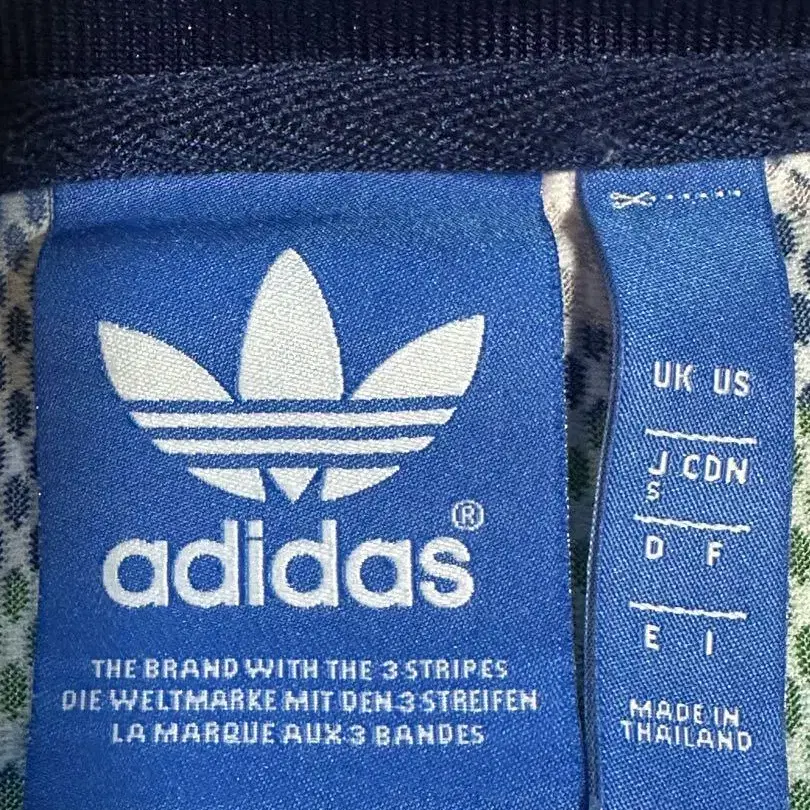 adidas®
THE BRAND WITH THE 3 STRIPES
DIE WELTMARKE MIT DEN 3 STREIFEN
LA MARQUE AUX 3 BANDES
UK US
J CDN
S
D F
E I
MADE IN
THAILAND